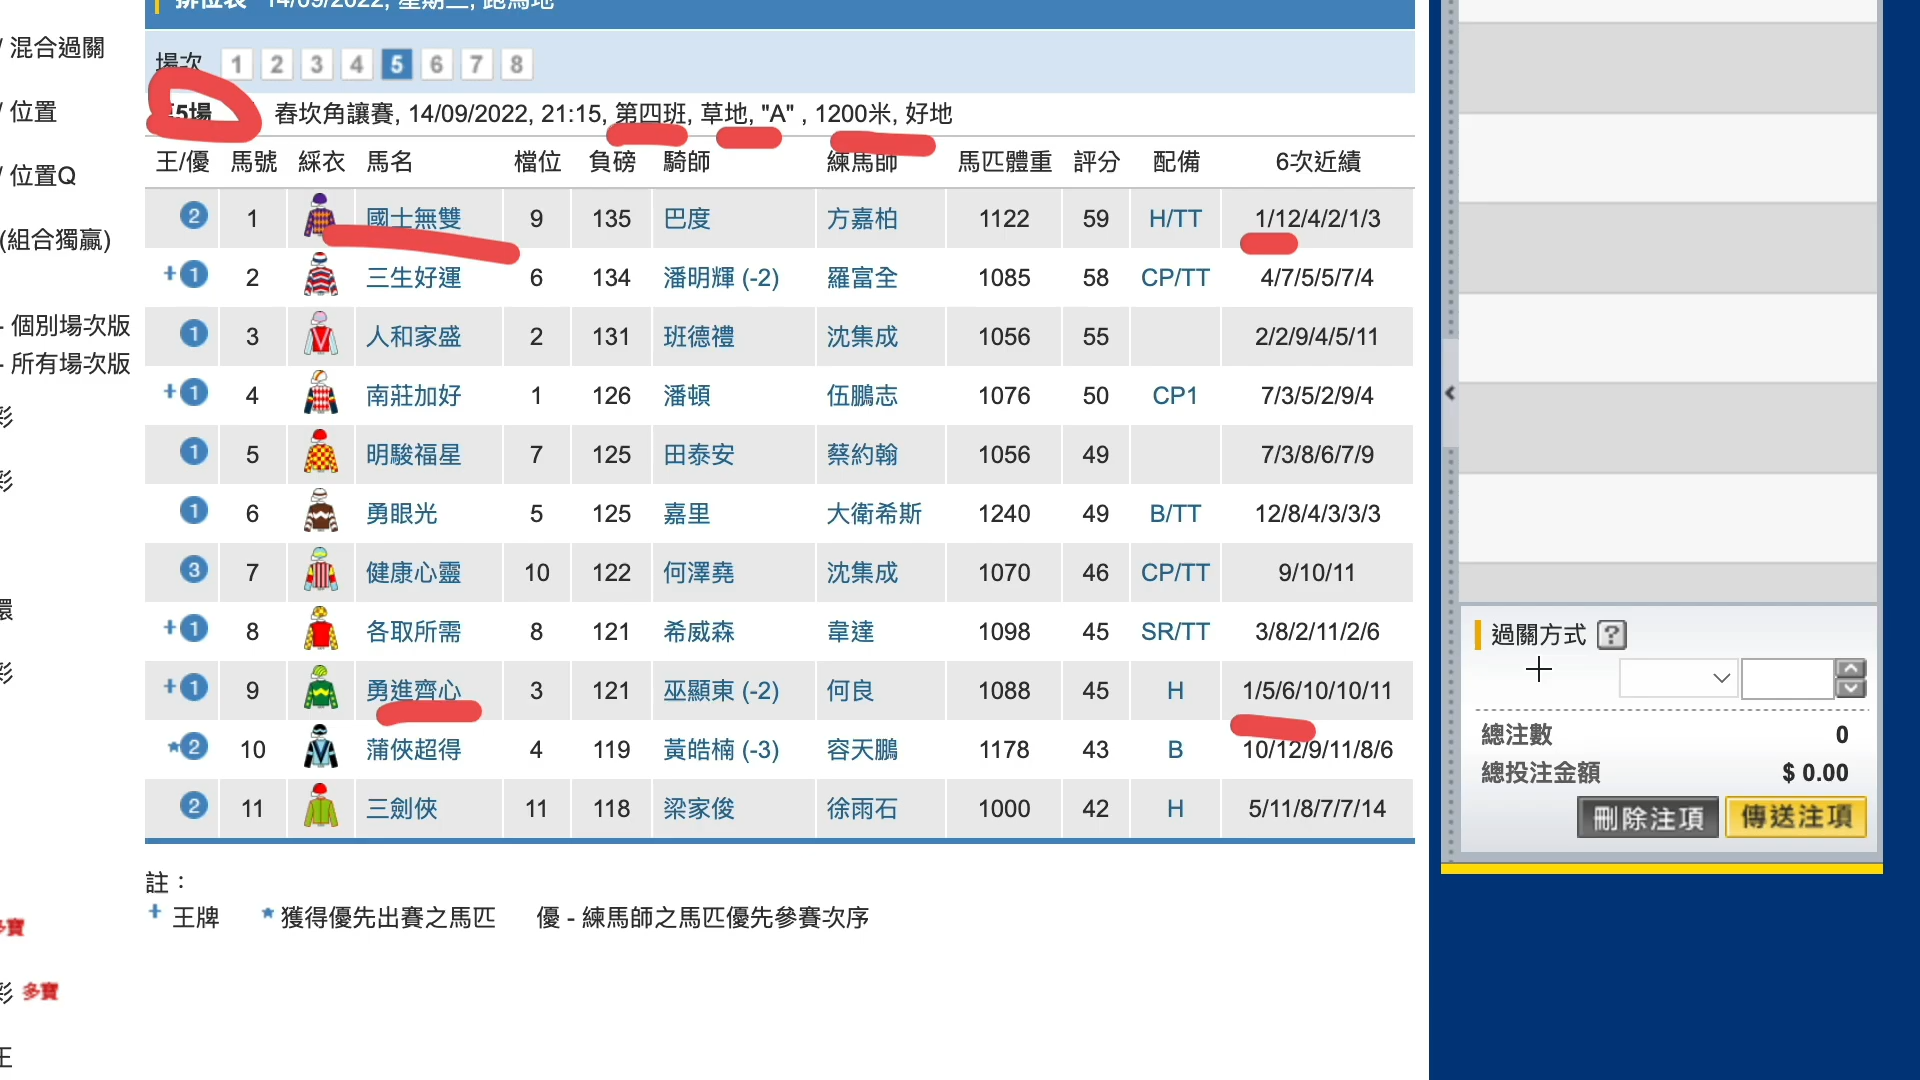 排位表 14/09/2022, 星期三, 跑馬地
/ 混合過關
/ 位置
/ 位置Q
(組合獨贏)
- 個別場次版
- 所有場次版
彩
彩
彩
多寶
彩 多寶
王
場次 1 2 3 4 5 6 7 8
5場 舂坎角讓賽, 14/09/2022, 21:15, 第四班, 草地, "A" , 1200米, 好地
王/優 馬號 綵衣 馬名 檔位 負磅 騎師 練馬師 馬匹體重 評分 配備 6次近績
2 1 國士無雙 9 135 巴度 方嘉柏 1122 59 H/TT 1/12/4/2/1/3
+ 1 2 三生好運 6 134 潘明輝 (-2) 羅富全 1085 58 CP/TT 4/7/5/5/7/4
1 3 人和家盛 2 131 班德禮 沈集成 1056 55 2/2/9/4/5/11
+ 1 4 南莊加好 1 126 潘頓 伍鵬志 1076 50 CP1 7/3/5/2/9/4
1 5 明駿福星 7 125 田泰安 蔡約翰 1056 49 7/3/8/6/7/9
1 6 勇眼光 5 125 嘉里 大衛希斯 1240 49 B/TT 12/8/4/3/3/3
3 7 健康心靈 10 122 何澤堯 沈集成 1070 46 CP/TT 9/10/11
+ 1 8 各取所需 8 121 希威森 韋達 1098 45 SR/TT 3/8/2/11/2/6
+ 1 9 勇進齊心 3 121 巫顯東 (-2) 何良 1088 45 H 1/5/6/10/10/11
★ 2 10 蒲俠超得 4 119 黃皓楠 (-3) 容天鵬 1178 43 B 10/12/9/11/8/6
2 11 三劍俠 11 118 梁家俊 徐雨石 1000 42 H 5/11/8/7/7/14
註：
+ 王牌 ★ 獲得優先出賽之馬匹 優 - 練馬師之馬匹優先參賽次序
過關方式 ?
總注數 0
總投注金額 $ 0.00
刪除注項 傳送注項